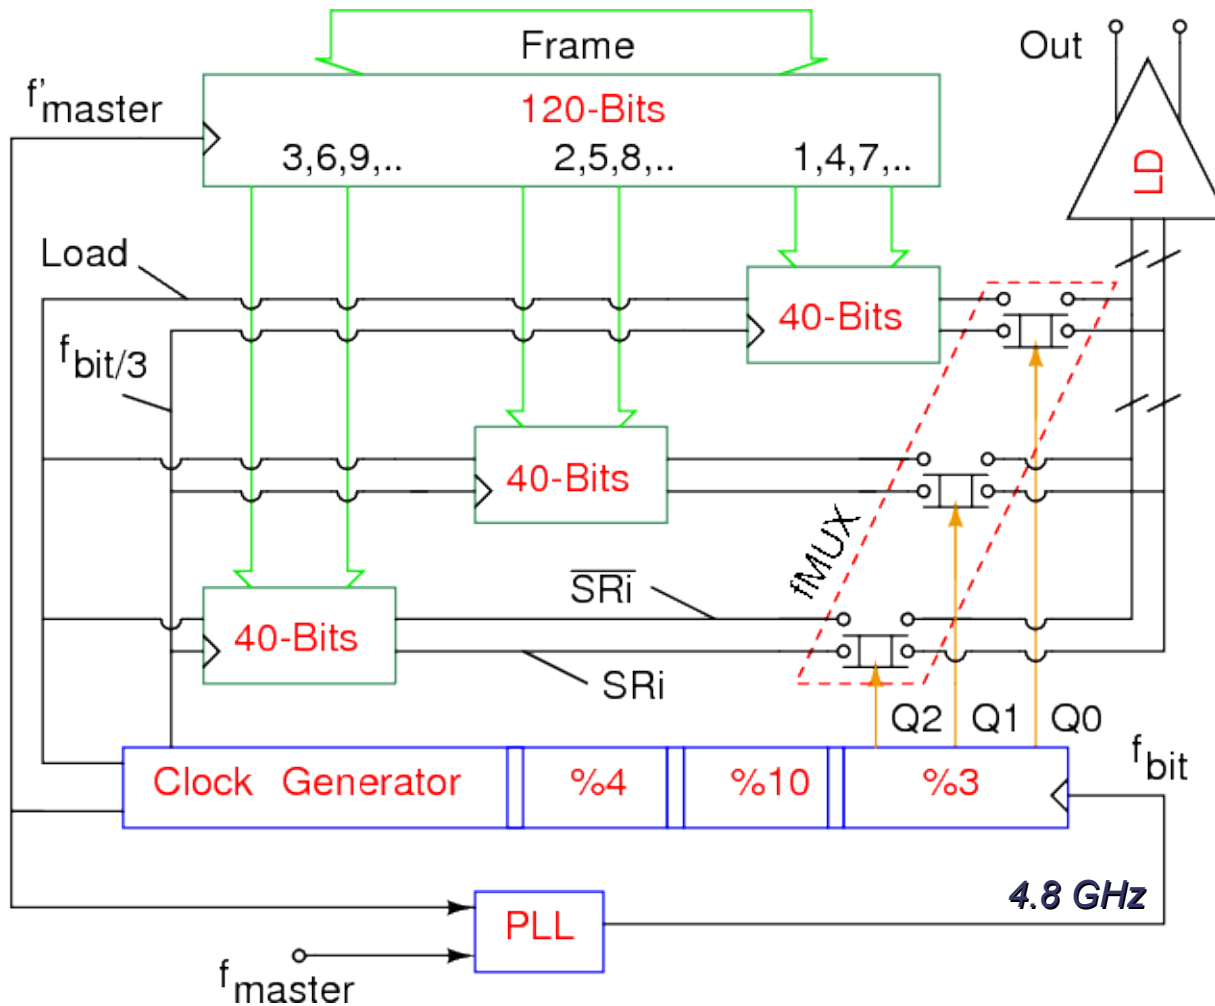 Frame
Out
f'master
120-Bits
3,6,9,..
2,5,8,..
1,4,7,..
LD
Load
40-Bits
fbit/3
40-Bits
fMUX
SRi
40-Bits
SRi
Q2
Q1
Q0
fbit
Clock Generator
%4
%10
%3
4.8 GHz
PLL
fmaster